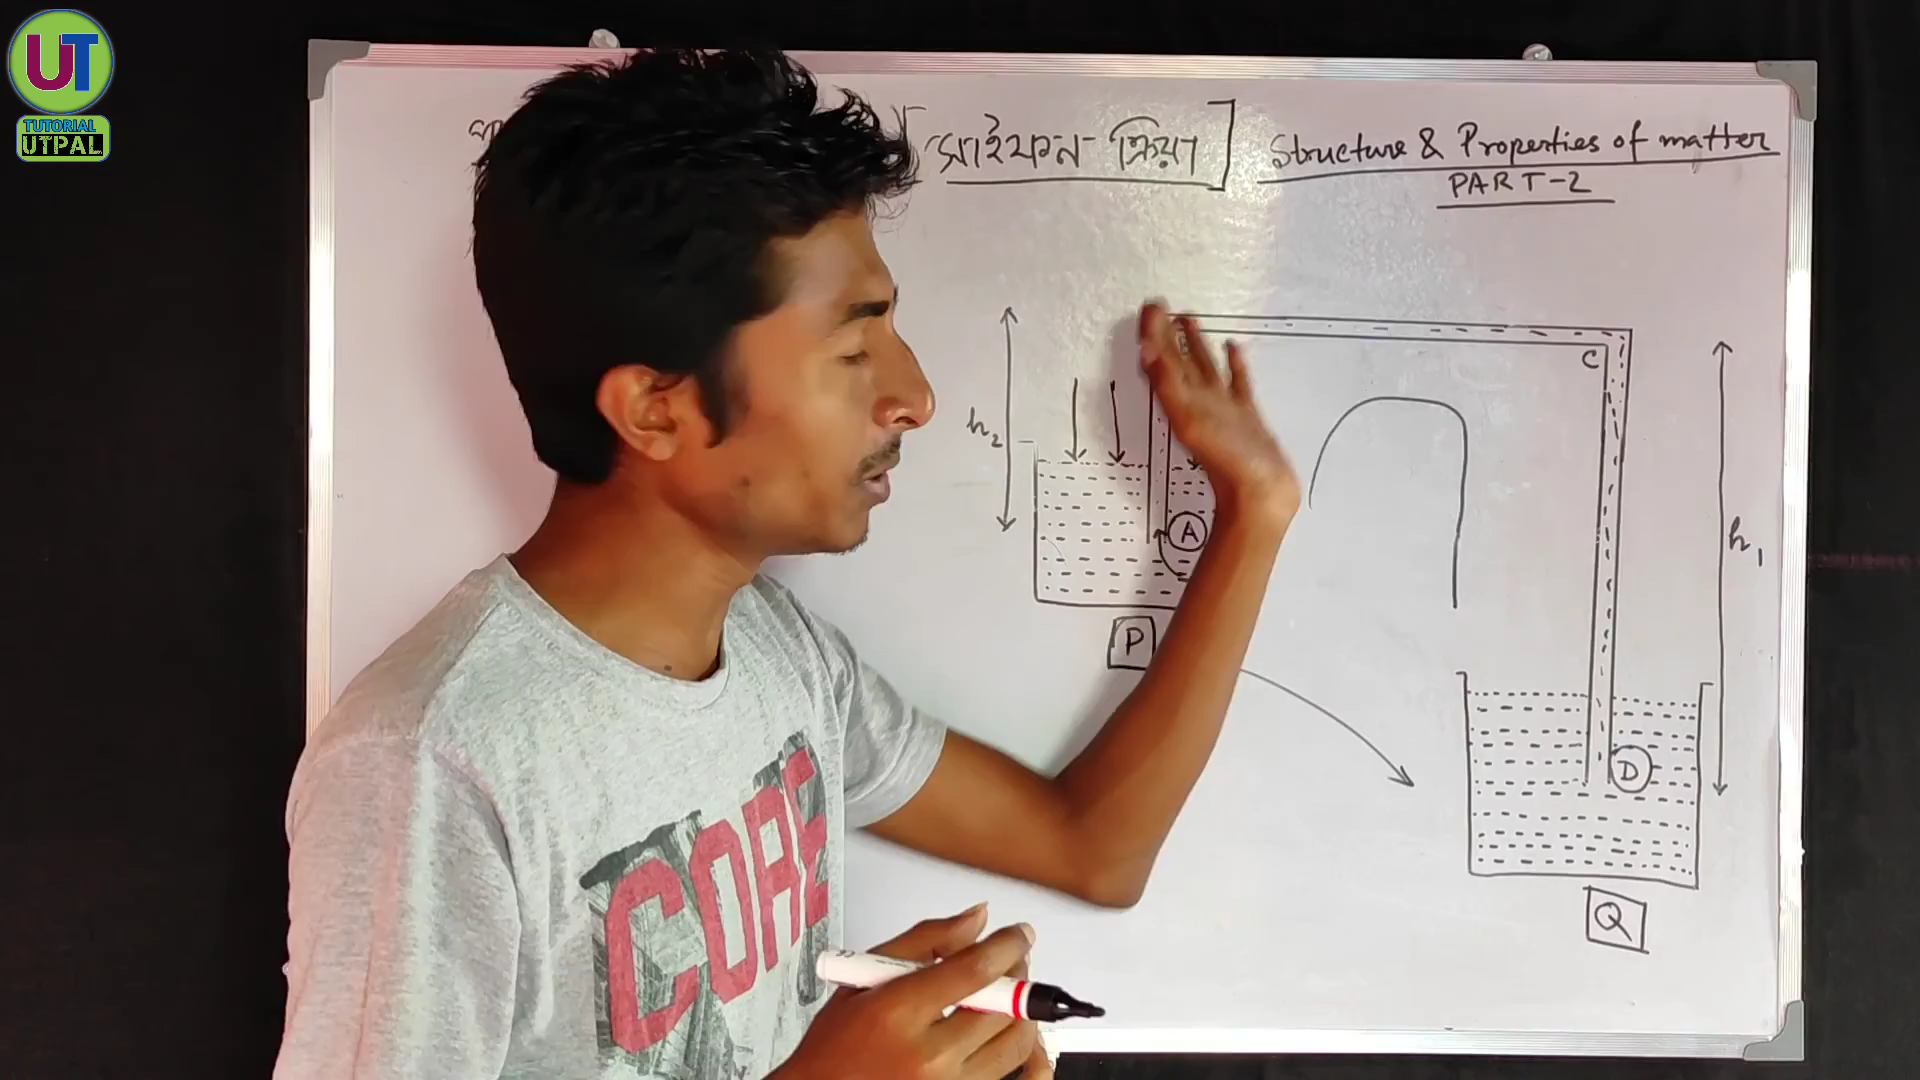 UT
TUTORIAL
UTPAL
সাইফন ক্রিয়া] Structure & Properties of matter
PART-2
C
h₂
A
h₁
P
D
Q
CORE